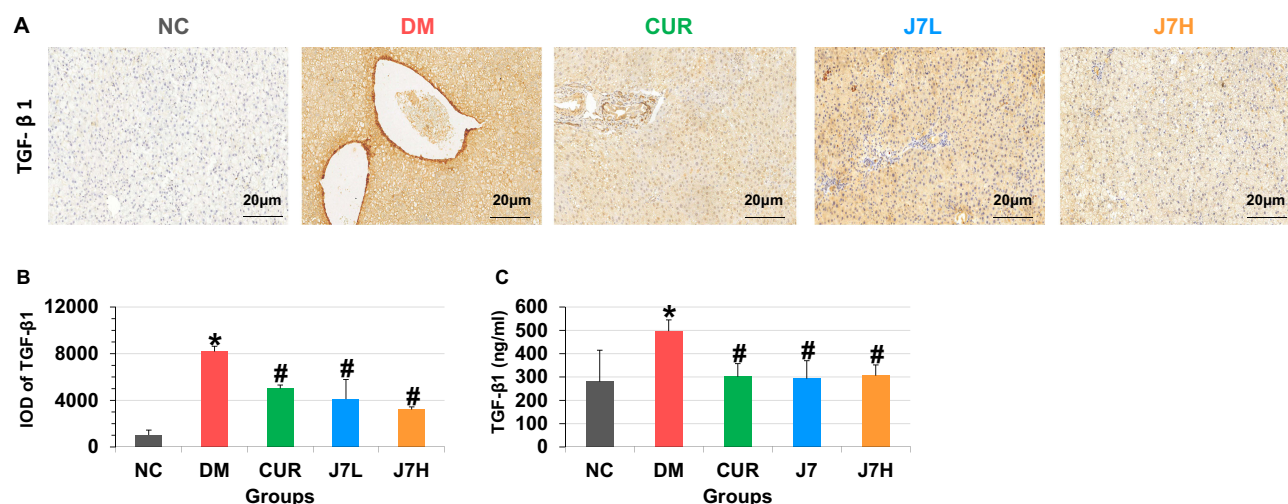 A
NC DM CUR J7L J7H
TGF- β 1
20μm 20μm 20μm 20μm 20μm
B
IOD of TGF-β1
12000
8000
4000
0
* # # #
NC DM CUR J7L J7H
Groups
C
TGF-β1 (ng/ml)
600
500
400
300
200
100
0
* # # #
NC DM CUR J7 J7H
Groups